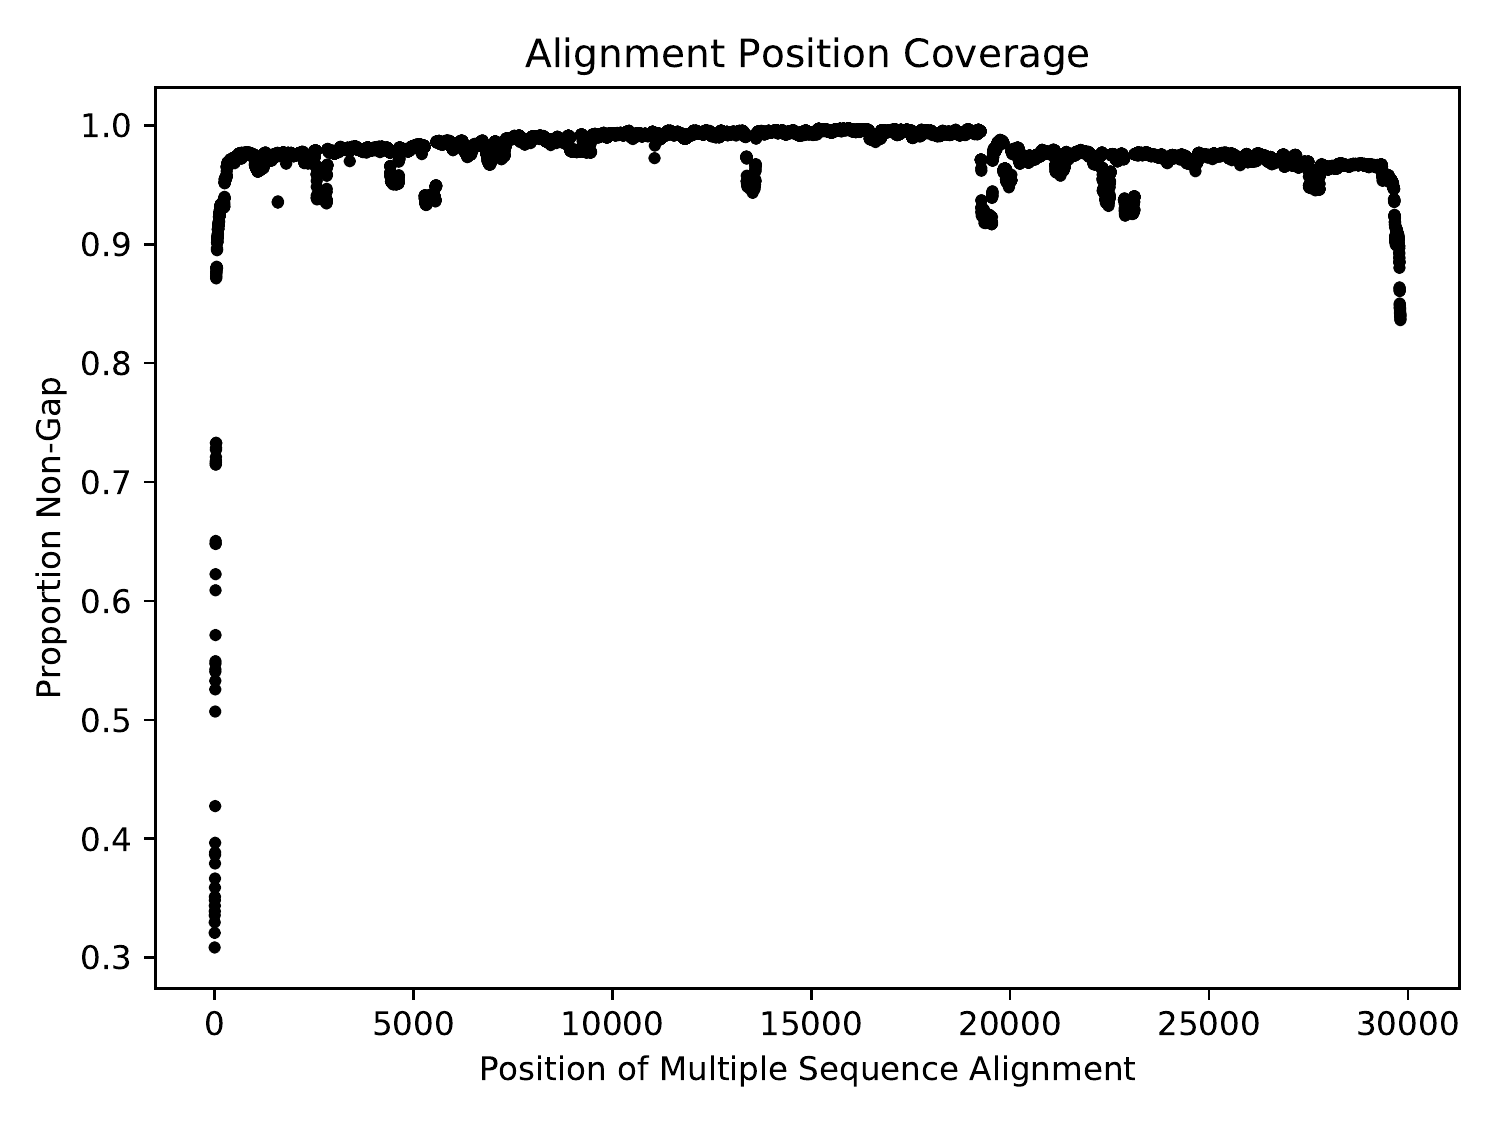 Alignment Position Coverage
Proportion Non-Gap
1.0
0.9
0.8
0.7
0.6
0.5
0.4
0.3
0 5000 10000 15000 20000 25000 30000
Position of Multiple Sequence Alignment